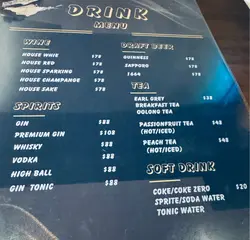 DRINK
MENU
WINE
HOUSE WHIE $78
HOUSE RED $78
HOUSE SPARKING $78
HOUSE CHAMPANGE $78
HOUSE SAKE $78
SPIRITS
GIN $88
PREMIUM GIN $108
WHISKY $88
VODKA $88
HIGH BALL $88
GIN TONIC $88
DRAFT BEER
GUINNESS $78
SAPPORO $78
1664 $78
TEA
EARL GREY $38
BREAKFAST TEA
OOLONG TEA
PASSIONFRUIT TEA $48
(HOT/ICED)
PEACH TEA $48
(HOT/ICED)
SOFT DRINK
COKE/COKE ZERO $20
SPRITE/SODA WATER
TONIC WATER